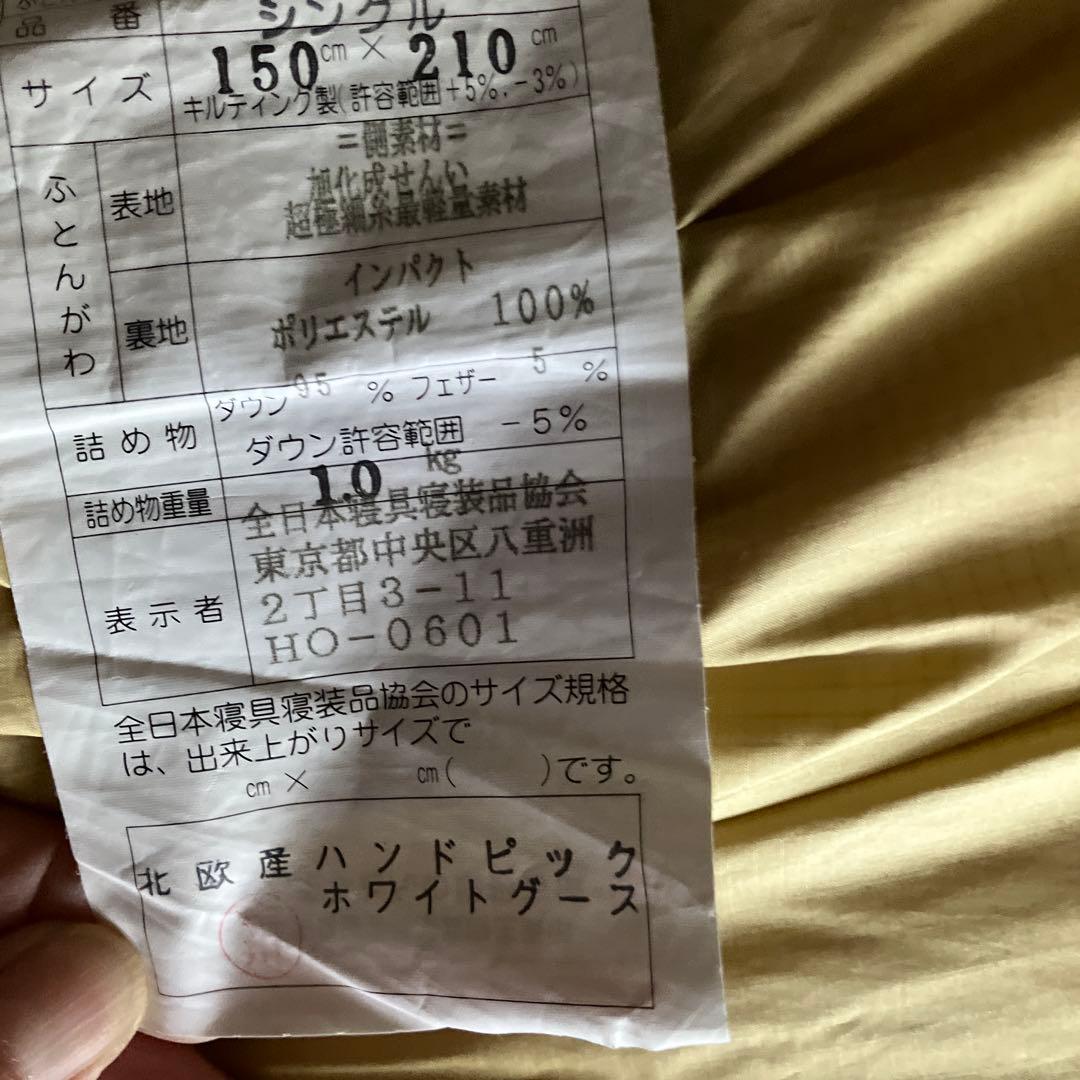 品番 シングル
サイズ 150cm × 210cm
キルティング製(許容範囲+5%,-3%)
ふとんがわ
表地
=側素材=
旭化成せんい
超極細糸最軽量素材
裏地
インパクト
ポリエステル 100%
詰め物
ダウン 95 % フェザー 5 %
ダウン許容範囲 -5%
詰め物重量 1.0 kg
表示者
全日本寝具寝装品協会
東京都中央区八重洲
2丁目3-11
HO-0601
全日本寝具寝装品協会のサイズ規格
は、出来上がりサイズで
cm × cm( )です。
北欧産ハンドピック
ホワイトグース